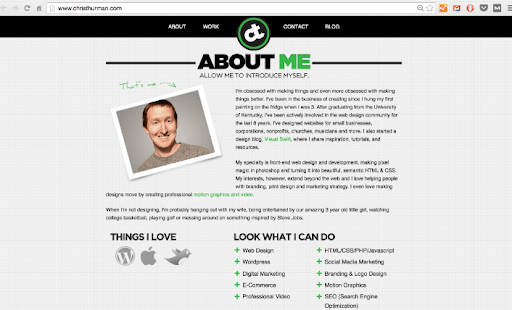 www.christhurman.com
ABOUT
WORK
ct
CONTACT
BLOG
ABOUT ME
ALLOW ME TO INTRODUCE MYSELF.
That's me
I'm obsessed with making things and even more obsessed with making
things better. I've been in the business of creating since I hung my first
painting on the fridge when I was 3. After graduating from the University
of Kentucky, I've been actively involved in the web design community for
the last 8 years. I've designed websites for small businesses,
corporations, nonprofits, churches, musicians and more. I also started a
design blog, Visual Swirl, where I share inspiration, tutorials, and
resources.
My specialty is front-end web design and development, making pixel
magic in photoshop and turning it into beautiful, semantic HTML & CSS.
My interests, however, extend beyond the web and I love helping people
with branding, print design and marketing strategy. I even love making
designs move by creating professional motion graphics and video.
When I'm not designing, I'm probably hanging out with my wife, being entertained by our amazing 3 year old little girl, watching
college basketball, playing golf or messing around on something inspired by Steve Jobs.
THINGS I LOVE
LOOK WHAT I CAN DO
+ Web Design
+ Wordpress
+ Digital Marketing
+ E-Commerce
+ Professional Video
+ HTML/CSS/PHP/Javascript
+ Social Media Marketing
+ Branding & Logo Design
+ Motion Graphics
+ SEO (Search Engine
Optimization)